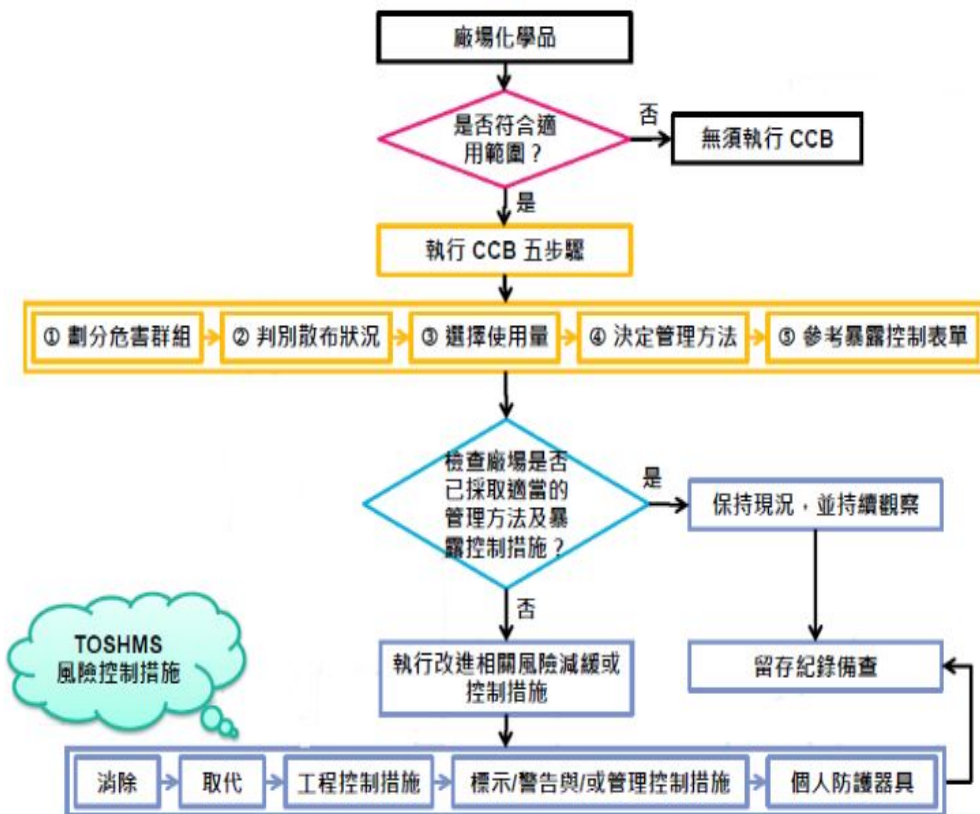 廠場化學品
是否符合適
用範圍？
否
無須執行 CCB
是
執行 CCB 五步驟
① 劃分危害群組
② 判別散布狀況
③ 選擇使用量
④ 決定管理方法
⑤ 參考暴露控制表單
檢查廠場是否
已採取適當的
管理方法及暴
露控制措施？
是
保持現況，並持續觀察
否
TOSHMS
風險控制措施
執行改進相關風險減緩或
控制措施
留存紀錄備查
消除
取代
工程控制措施
標示/警告與/或管理控制措施
個人防護器具